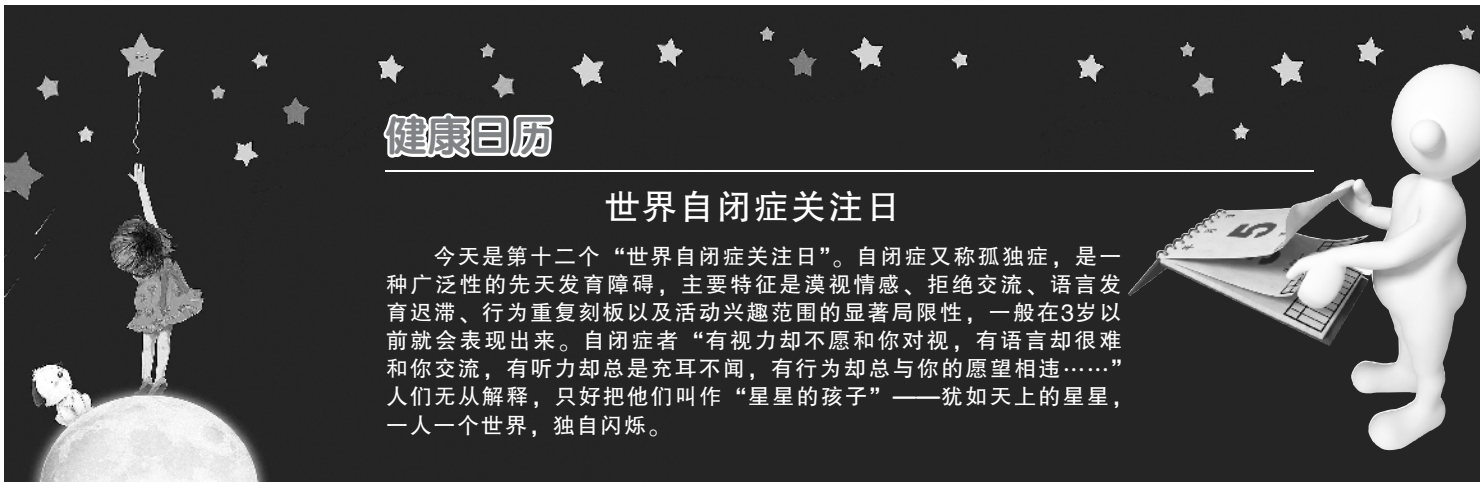 健康日历
世界自闭症关注日
今天是第十二个“世界自闭症关注日”。自闭症又称孤独症，是一
种广泛性的先天发育障碍，主要特征是漠视情感、拒绝交流、语言发
育迟滞、行为重复刻板以及活动兴趣范围的显著局限性，一般在3岁以
前就会表现出来。自闭症者“有视力却不愿和你对视，有语言却很难
和你交流，有听力却总是充耳不闻，有行为却总与你的愿望相违……”
人们无从解释，只好把他们叫作“星星的孩子”——犹如天上的星星，
一人一个世界，独自闪烁。
5